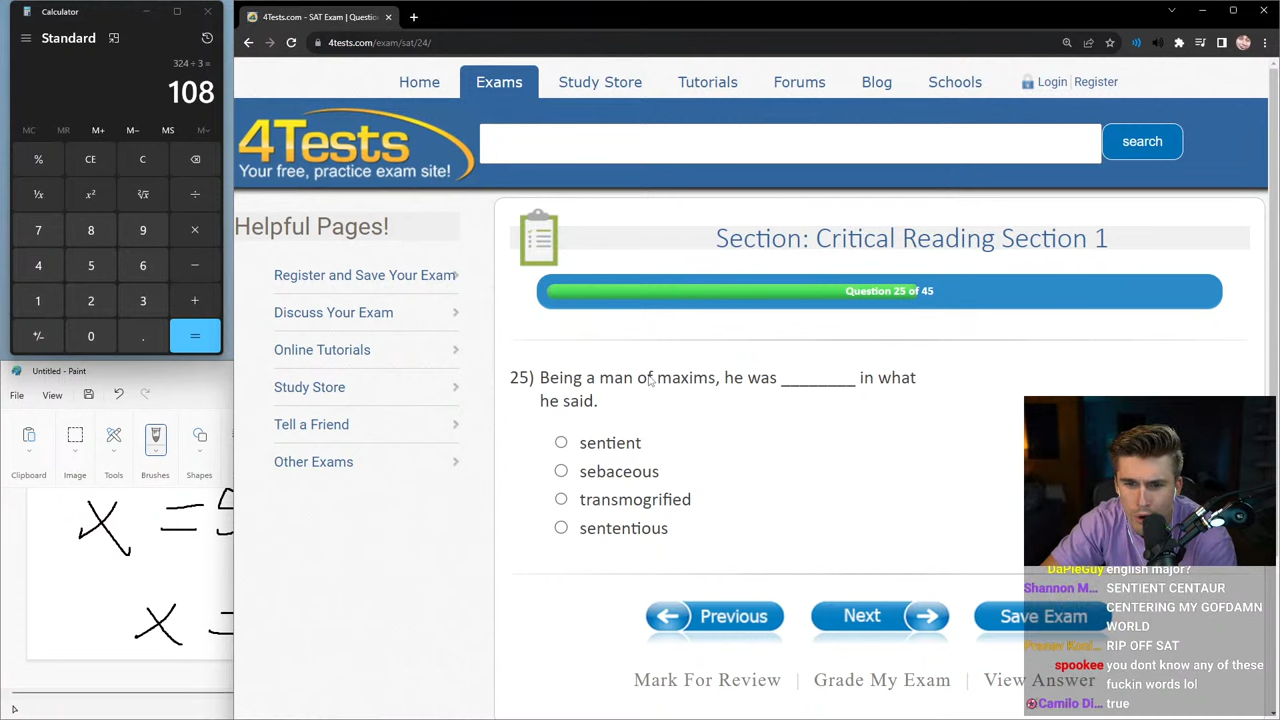 Calculator
Standard
324 ÷ 3 =
108
MC MR M+ M− MS M˅
% CE C
¹/x x² ²√x ÷
7 8 9 ×
4 5 6 −
1 2 3 +
+/− 0 . =
Untitled - Paint
File View
Clipboard Image Tools Brushes Shapes
x = 5
x =
4Tests.com - SAT Exam | Questio
4tests.com/exam/sat/24/
Home Exams Study Store Tutorials Forums Blog Schools Login | Register
4Tests
Your free, practice exam site!
search
Helpful Pages!
Register and Save Your Exam
Discuss Your Exam
Online Tutorials
Study Store
Tell a Friend
Other Exams
Section: Critical Reading Section 1
Question 25 of 45
25) Being a man of maxims, he was ________ in what
he said.
sentient
sebaceous
transmogrified
sententious
Previous Next Save Exam
Mark For Review | Grade My Exam | View Answer
DaPieGuy english major?
Shannon M... SENTIENT CENTAUR
CENTERING MY GOFDAMN
WORLD
RIP OFF SAT
spookee you dont know any of these
fuckin words lol
Camilo Di... true